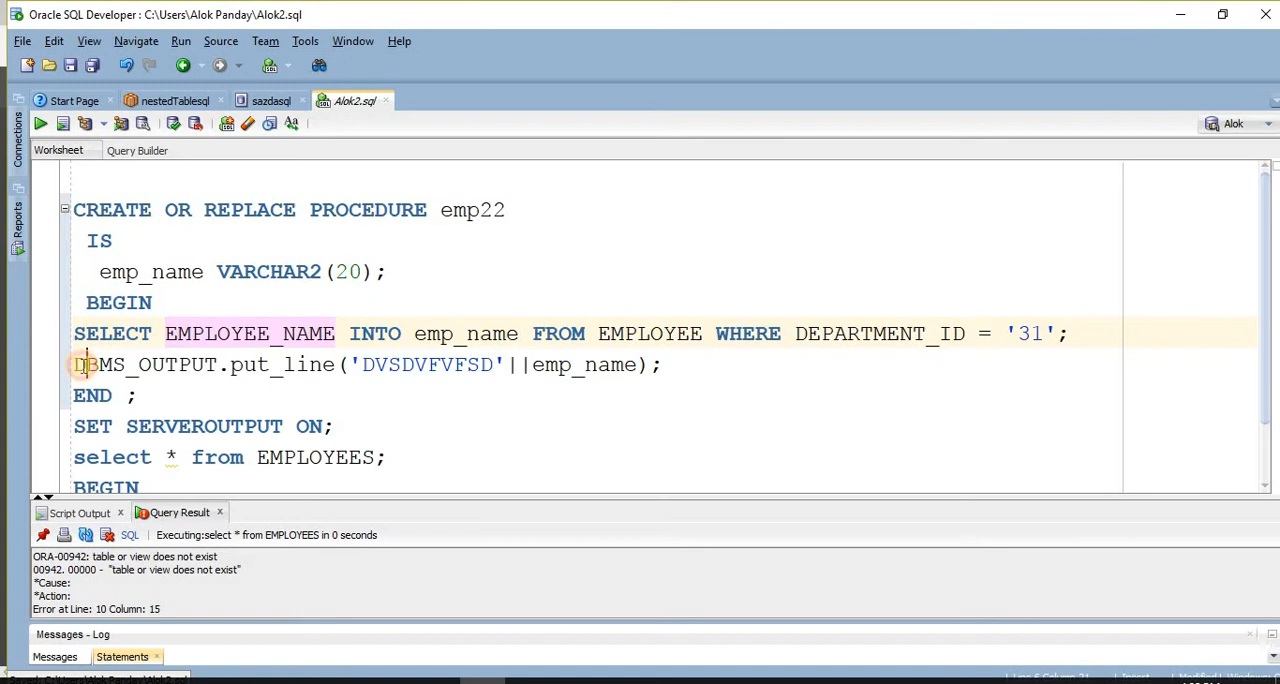 Oracle SQL Developer : C:\Users\Alok Panday\Alok2.sql
File Edit View Navigate Run Source Team Tools Window Help
Start Page nestedTablesql sazdasql Alok2.sql
Alok
Connections
Reports
Worksheet Query Builder
CREATE OR REPLACE PROCEDURE emp22
IS
emp_name VARCHAR2(20);
BEGIN
SELECT EMPLOYEE_NAME INTO emp_name FROM EMPLOYEE WHERE DEPARTMENT_ID = '31';
DBMS_OUTPUT.put_line('DVSDVFVFSD'||emp_name);
END ;
SET SERVEROUTPUT ON;
select * from EMPLOYEES;
BEGIN
Script Output Query Result
SQL Executing:select * from EMPLOYEES in 0 seconds
ORA-00942: table or view does not exist
00942. 00000 - "table or view does not exist"
*Cause:
*Action:
Error at Line: 10 Column: 15
Messages - Log
Messages Statements